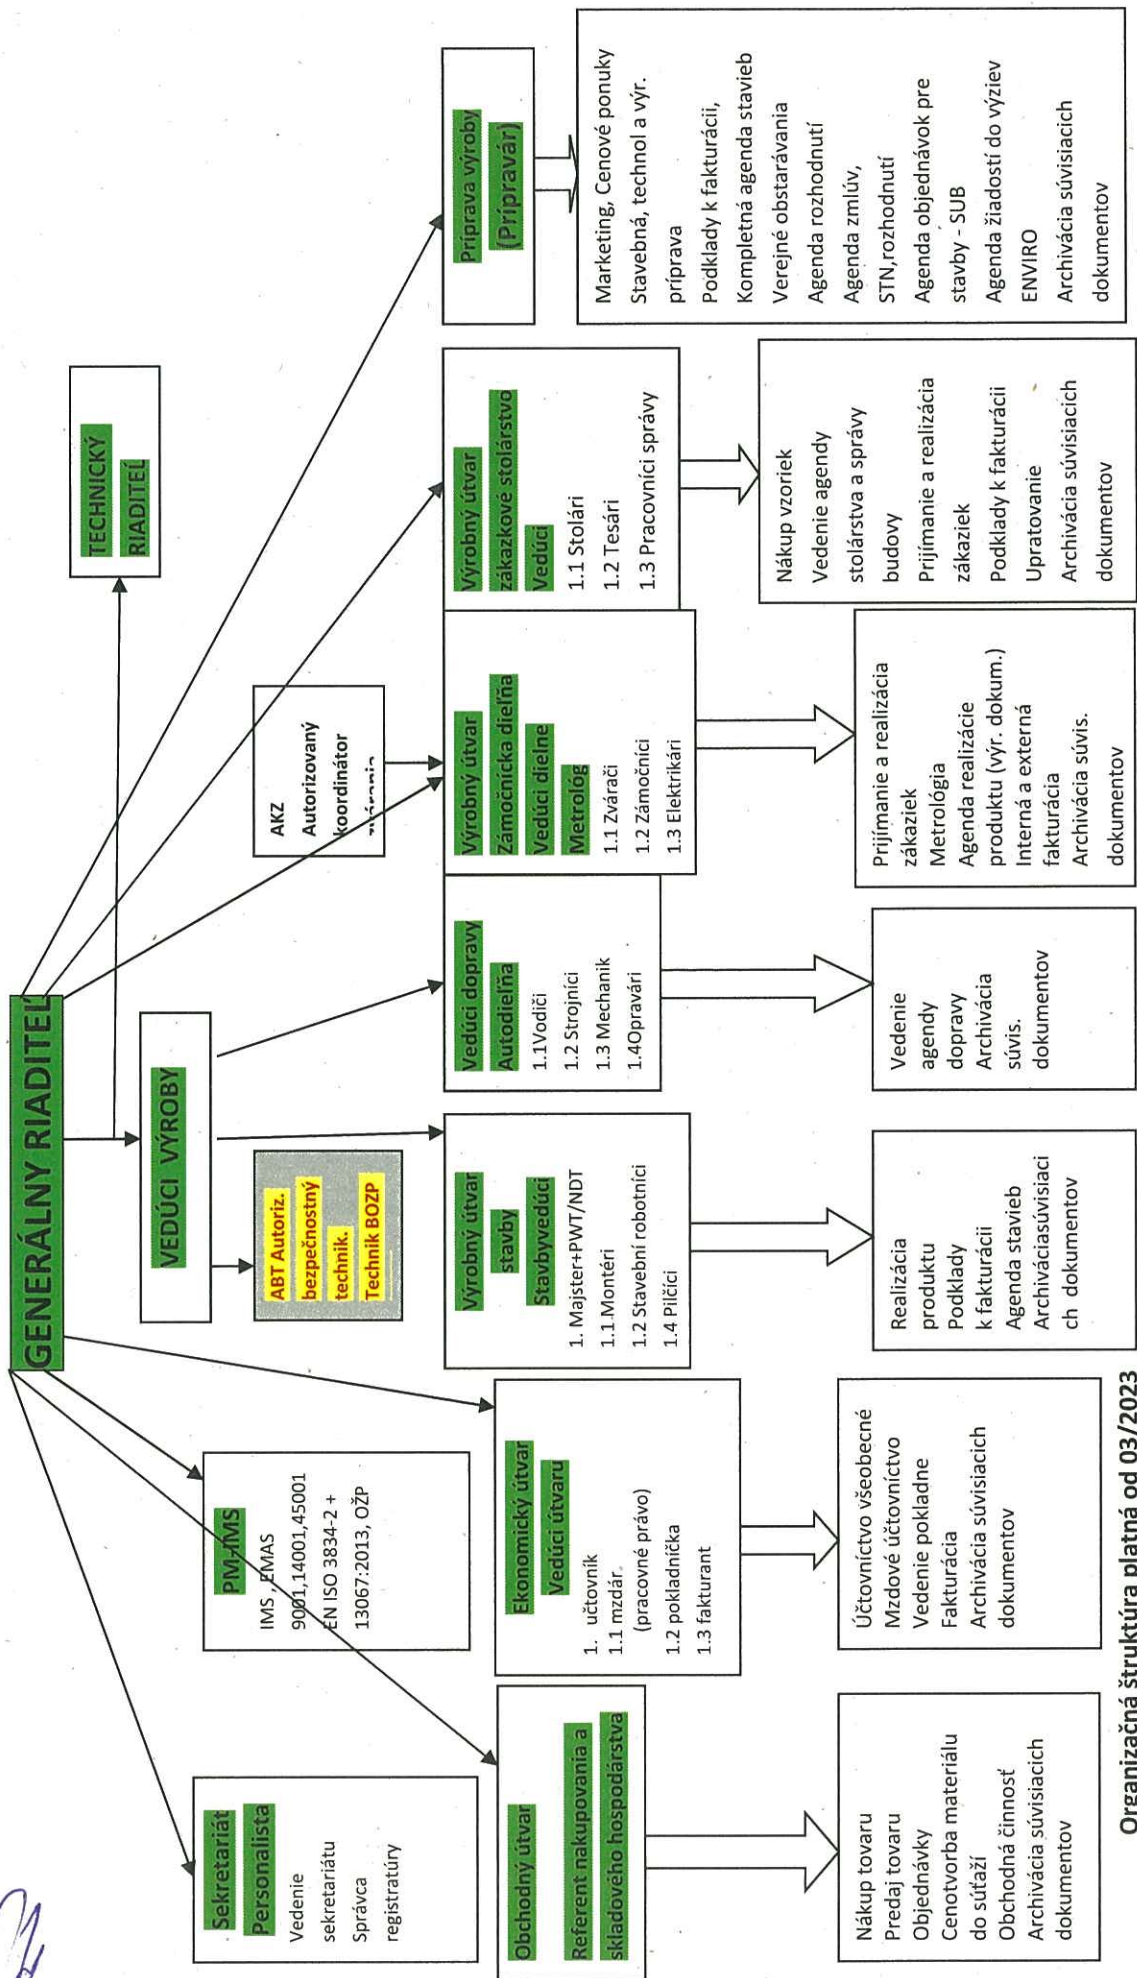 GENERÁLNY RIADITEĽ
TECHNICKÝ
RIADITEĽ
VEDÚCI VÝROBY
Sekretariát
Personalista
Vedenie
sekretariátu
Správca
registratúry
PM-IMS
IMS, EMAS
9001,14001,45001
EN ISO 3834-2 +
13067:2013, OŽP
ABT Autoriz.
bezpečnostný
technik.
Technik BOZP
AKZ
Autorizovaný
koordinátor
Obchodný útvar
Referent nakupovania a
skladového hospodárstva
Ekonomický útvar
Vedúci útvaru
1. učtovník
1.1 mzdár
(pracovné právo)
1.2 pokladníčka
1.3 fakturant
Výrobný útvar
stavby
Stavbyvedúci
1. Majster+PWT/NDT
1.1 Montéri
1.2 Stavební robotníci
1.4 Pilčíci
Vedúci dopravy
Autodielňa
1.1Vodiči
1.2 Strojníci
1.3 Mechanik
1.4Opravári
Výrobný útvar
Zámočnícka dielňa
Vedúci dielne
Metrológ
1.1 Zvárači
1.2 Zámočníci
1.3 Elektrikári
Výrobný útvar
zákazkové stolárstvo
Vedúci
1.1 Stolári
1.2 Tesári
1.3 Pracovníci správy
Príprava výroby
(Prípravár)
Nákup tovaru
Predaj tovaru
Objednávky
Cenotvorba materiálu
do súťaží
Obchodná činnosť
Archivácia súvisiacich
dokumentov
Účtovníctvo všeobecné
Mzdové účtovníctvo
Vedenie pokladne
Fakturácia
Archivácia súvisiacich
dokumentov
Realizácia
produktu
Podklady
k fakturácii
Agenda stavieb
Archiváciasúvisiaci
ch dokumentov
Vedenie
agendy
dopravy
Archivácia
súvis.
dokumentov
Prijímanie a realizácia
zákaziek
Metrológia
Agenda realizácie
produktu (výr. dokum.)
Interná a externá
fakturácia
Archivácia súvis.
dokumentov
Nákup vzoriek
Vedenie agendy
stolárstva a správy
budovy
Prijímanie a realizácia
zákaziek
Podklady k fakturácii
Upratovanie
Archivácia súvisiacich
dokumentov
Marketing, Cenové ponuky
Stavebná, technol a výr.
príprava
Podklady k fakturácii,
Kompletná agenda stavieb
Verejné obstarávania
Agenda rozhodnutí
Agenda zmlúv,
STN,rozhodnutí
Agenda objednávok pre
stavby - SUB
Agenda žiadostí do výziev
ENVIRO
Archivácia súvisiacich
dokumentov
Organizačná štruktúra platná od 03/2023